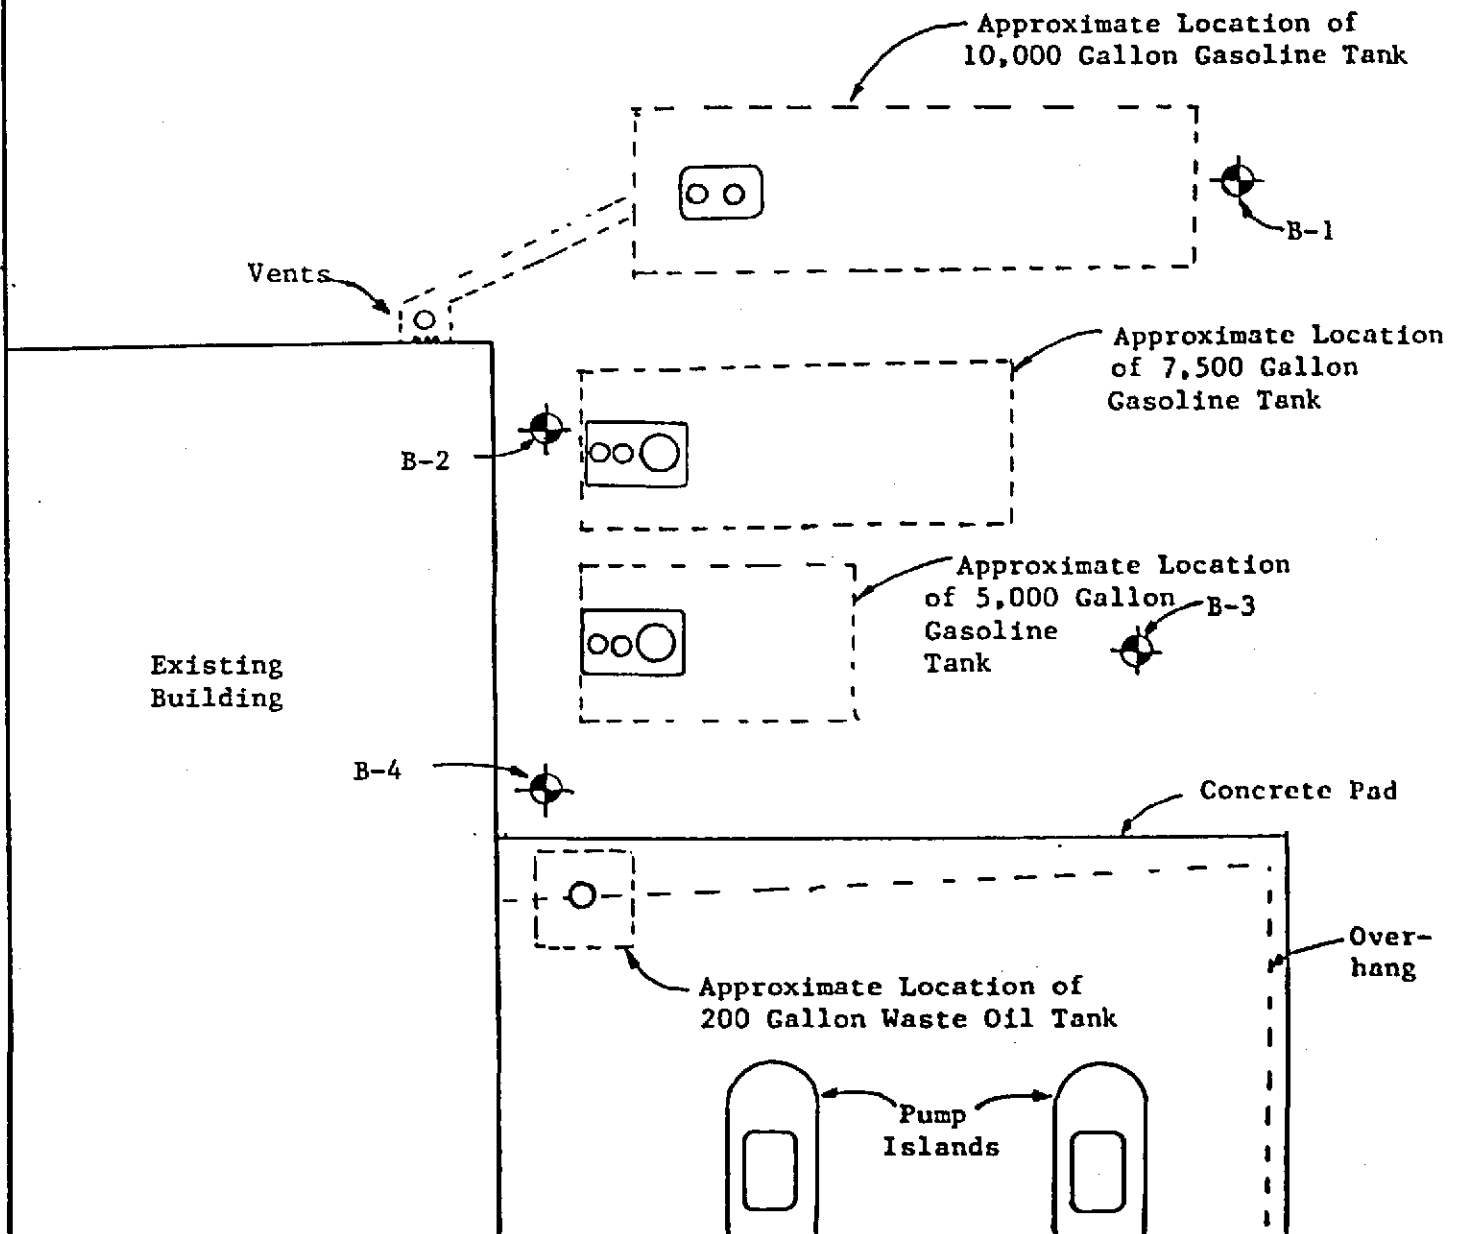 Approximate Location of
10,000 Gallon Gasoline Tank
B-1
Vents
Approximate Location
of 7,500 Gallon
Gasoline Tank
B-2
Approximate Location
of 5,000 Gallon
Gasoline
Tank
B-3
Existing
Building
B-4
Concrete Pad
Over-
hang
Approximate Location of
200 Gallon Waste Oil Tank
Pump
Islands